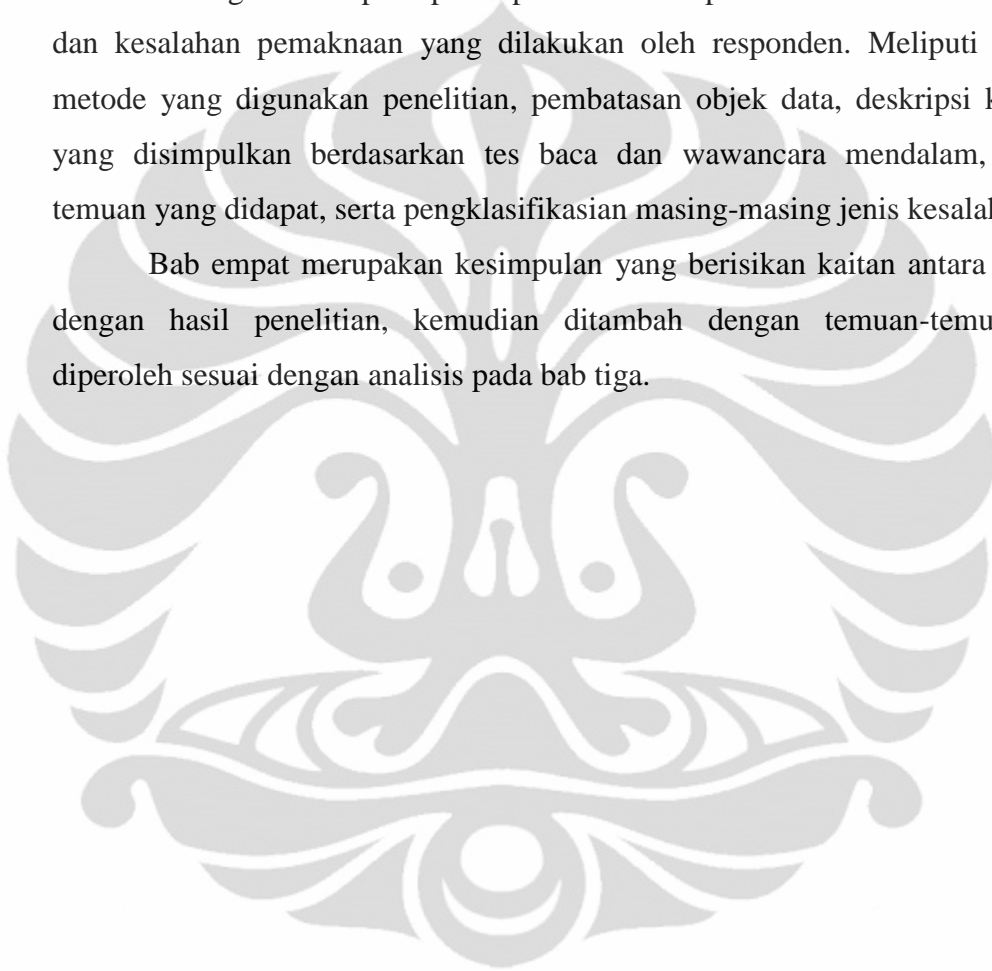 dan kesalahan pemaknaan yang dilakukan oleh responden. Meliputi
metode yang digunakan penelitian, pembatasan objek data, deskripsi
yang disimpulkan berdasarkan tes baca dan wawancara mendalam,
temuan yang didapat, serta pengklasifikasian masing-masing jenis
Bab empat merupakan kesimpulan yang berisikan kaitan antara
dengan hasil penelitian, kemudian ditambah dengan
diperoleh sesuai dengan analisis pada bab tiga.